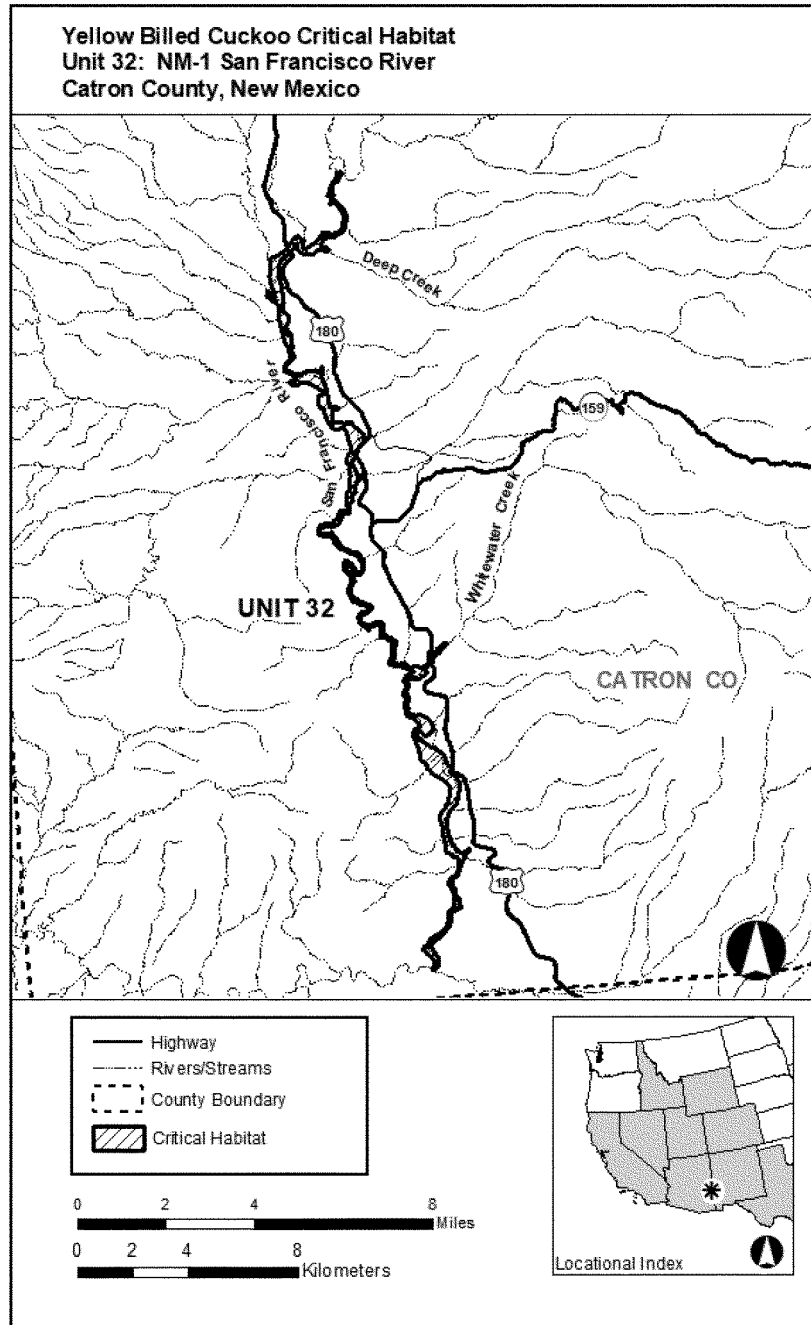 Yellow Billed Cuckoo Critical Habitat
Unit 32: NM-1 San Francisco River
Catron County, New Mexico
Deep Creek
180
San Francisco River
159
Whitewater Creek
UNIT 32
CATRON CO
180
Highway
Rivers/Streams
County Boundary
Critical Habitat
0 2 4 8
Miles
0 2 4 8
Kilometers
Locational Index